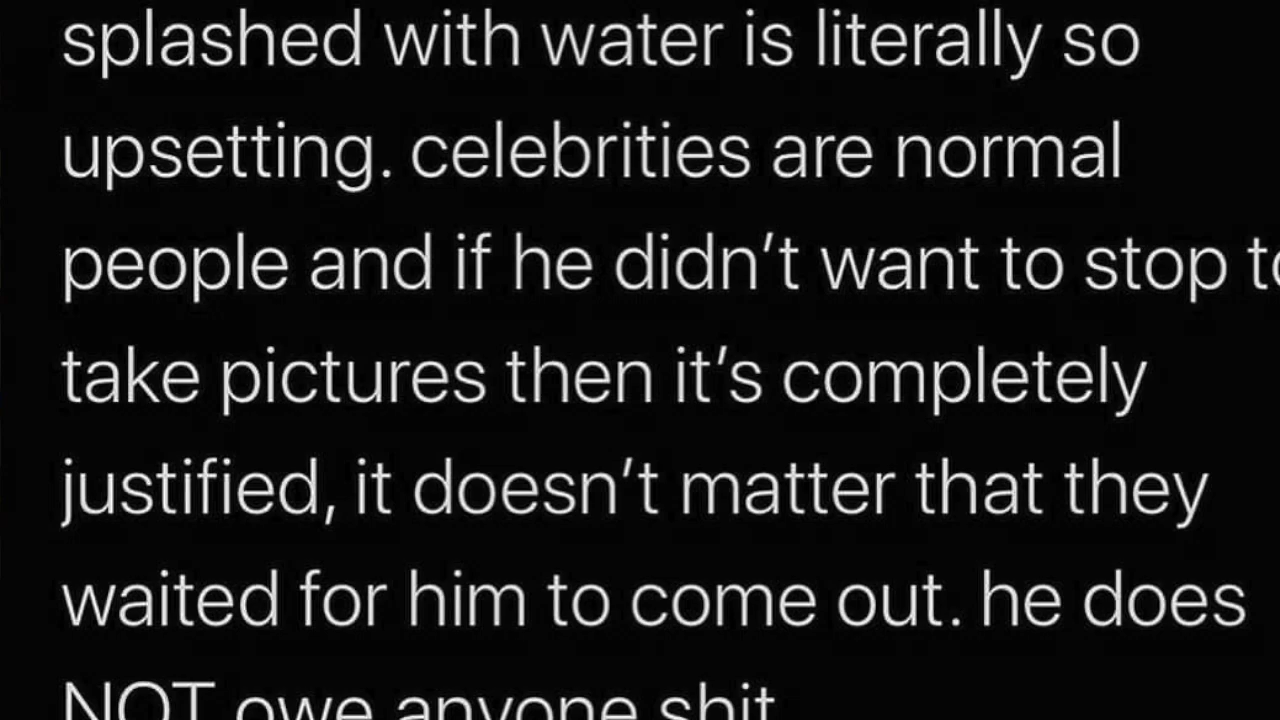 splashed with water is literally so
upsetting. celebrities are normal
people and if he didn’t want to stop to
take pictures then it’s completely
justified, it doesn’t matter that they
waited for him to come out. he does
NOT owe anyone shit